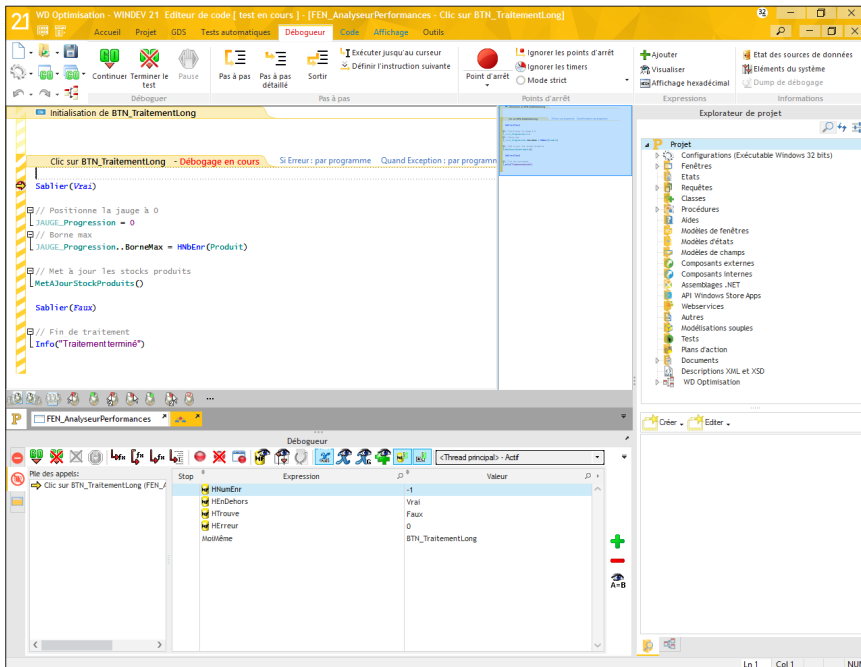 21 WD Optimisation - WINDEV 21 Editeur de code [ test en cours ] - [FEN_AnalyseurPerformances - Clic sur BTN_TraitementLong]
32
Accueil Projet GDS Tests automatiques Débogueur Code Affichage Outils
GO Continuer
Terminer le test
Pause
Pas à pas
Pas à pas détaillé
Sortir
Exécuter jusqu'au curseur
Définir l'instruction suivante
Point d'arrêt
Ignorer les points d'arrêt
Ignorer les timers
Mode strict
Ajouter
Visualiser
Affichage hexadécimal
Etat des sources de données
Eléments du système
Dump de débogage
Déboguer Pas à pas Points d'arrêt Expressions Informations
Initialisation de BTN_TraitementLong
Clic sur BTN_TraitementLong - Débogage en cours Si Erreur : par programme Quand Exception : par programm
Sablier(Vrai)
// Positionne la jauge à 0
JAUGE_Progression = 0
// Borne max
JAUGE_Progression..BorneMax = HNbEnr(Produit)
// Met à jour les stocks produits
MetAJourStockProduits()
Sablier(Faux)
// Fin de traitement
Info("Traitement terminé")
Explorateur de projet
Projet
Configurations (Exécutable Windows 32 bits)
Fenêtres
Etats
Requêtes
Classes
Procédures
Aides
Modèles de fenêtres
Modèles d'états
Modèles de champs
Composants externes
Composants internes
Assemblages .NET
API Windows Store Apps
Webservices
Autres
Modélisations souples
Tests
Plans d'action
Documents
Descriptions XML et XSD
WD Optimisation
Créer Editer
FEN_AnalyseurPerformances
Débogueur
<Thread principal> - Actif
Pile des appels:
Clic sur BTN_TraitementLong (FEN_A
Stop Expression Valeur
HNumEnr -1
HEnDehors Vrai
HTrouve Faux
HErreur 0
MoiMême BTN_TraitementLong
A=B
Ln 1 Col 1 NUM